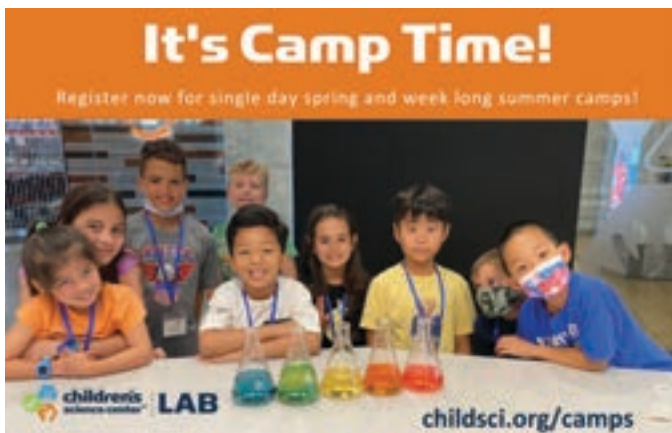 It's Camp Time!
Register now for single day spring and week long summer camps!
children's
science center
LAB
childsci.org/camps